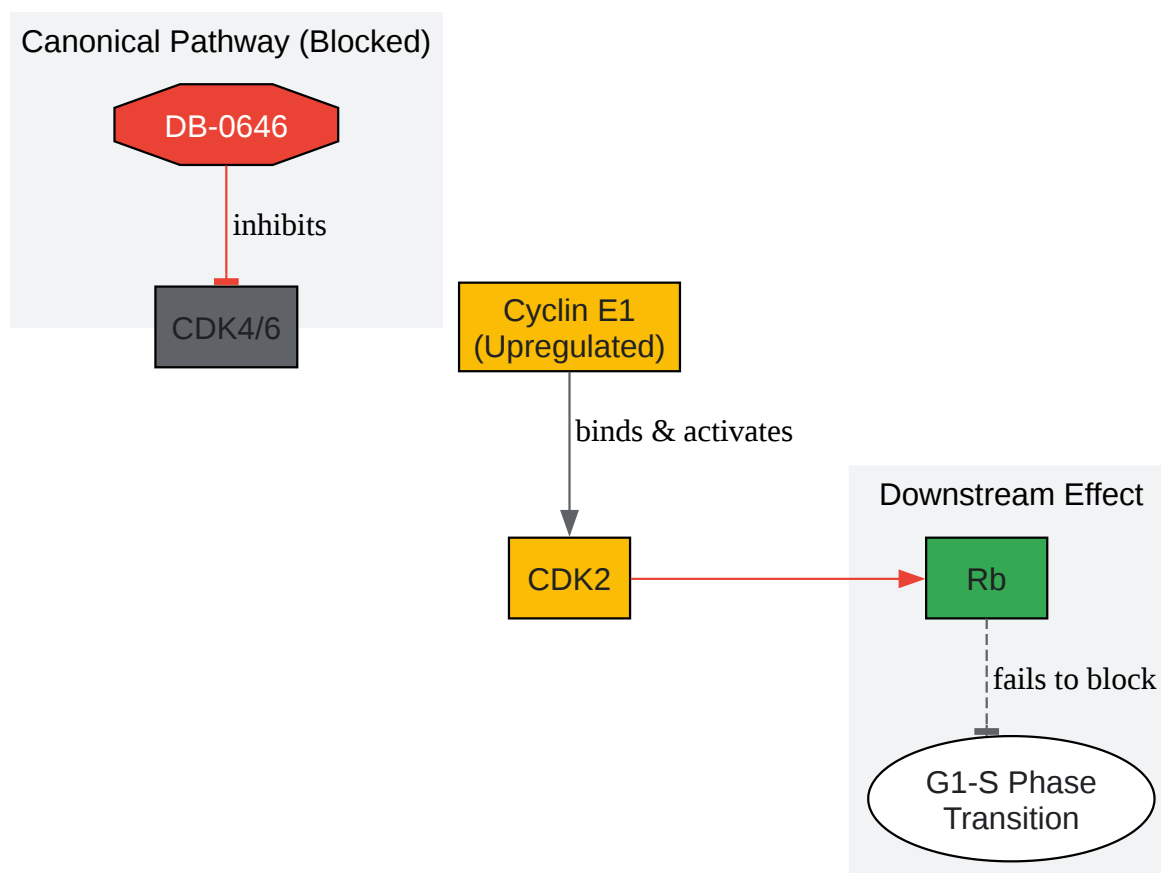 Canonical Pathway (Blocked)
DB-0646
inhibits
CDK4/6
Cyclin E1
(Upregulated)
binds & activates
CDK2
Downstream Effect
Rb
fails to block
G1-S Phase
Transition